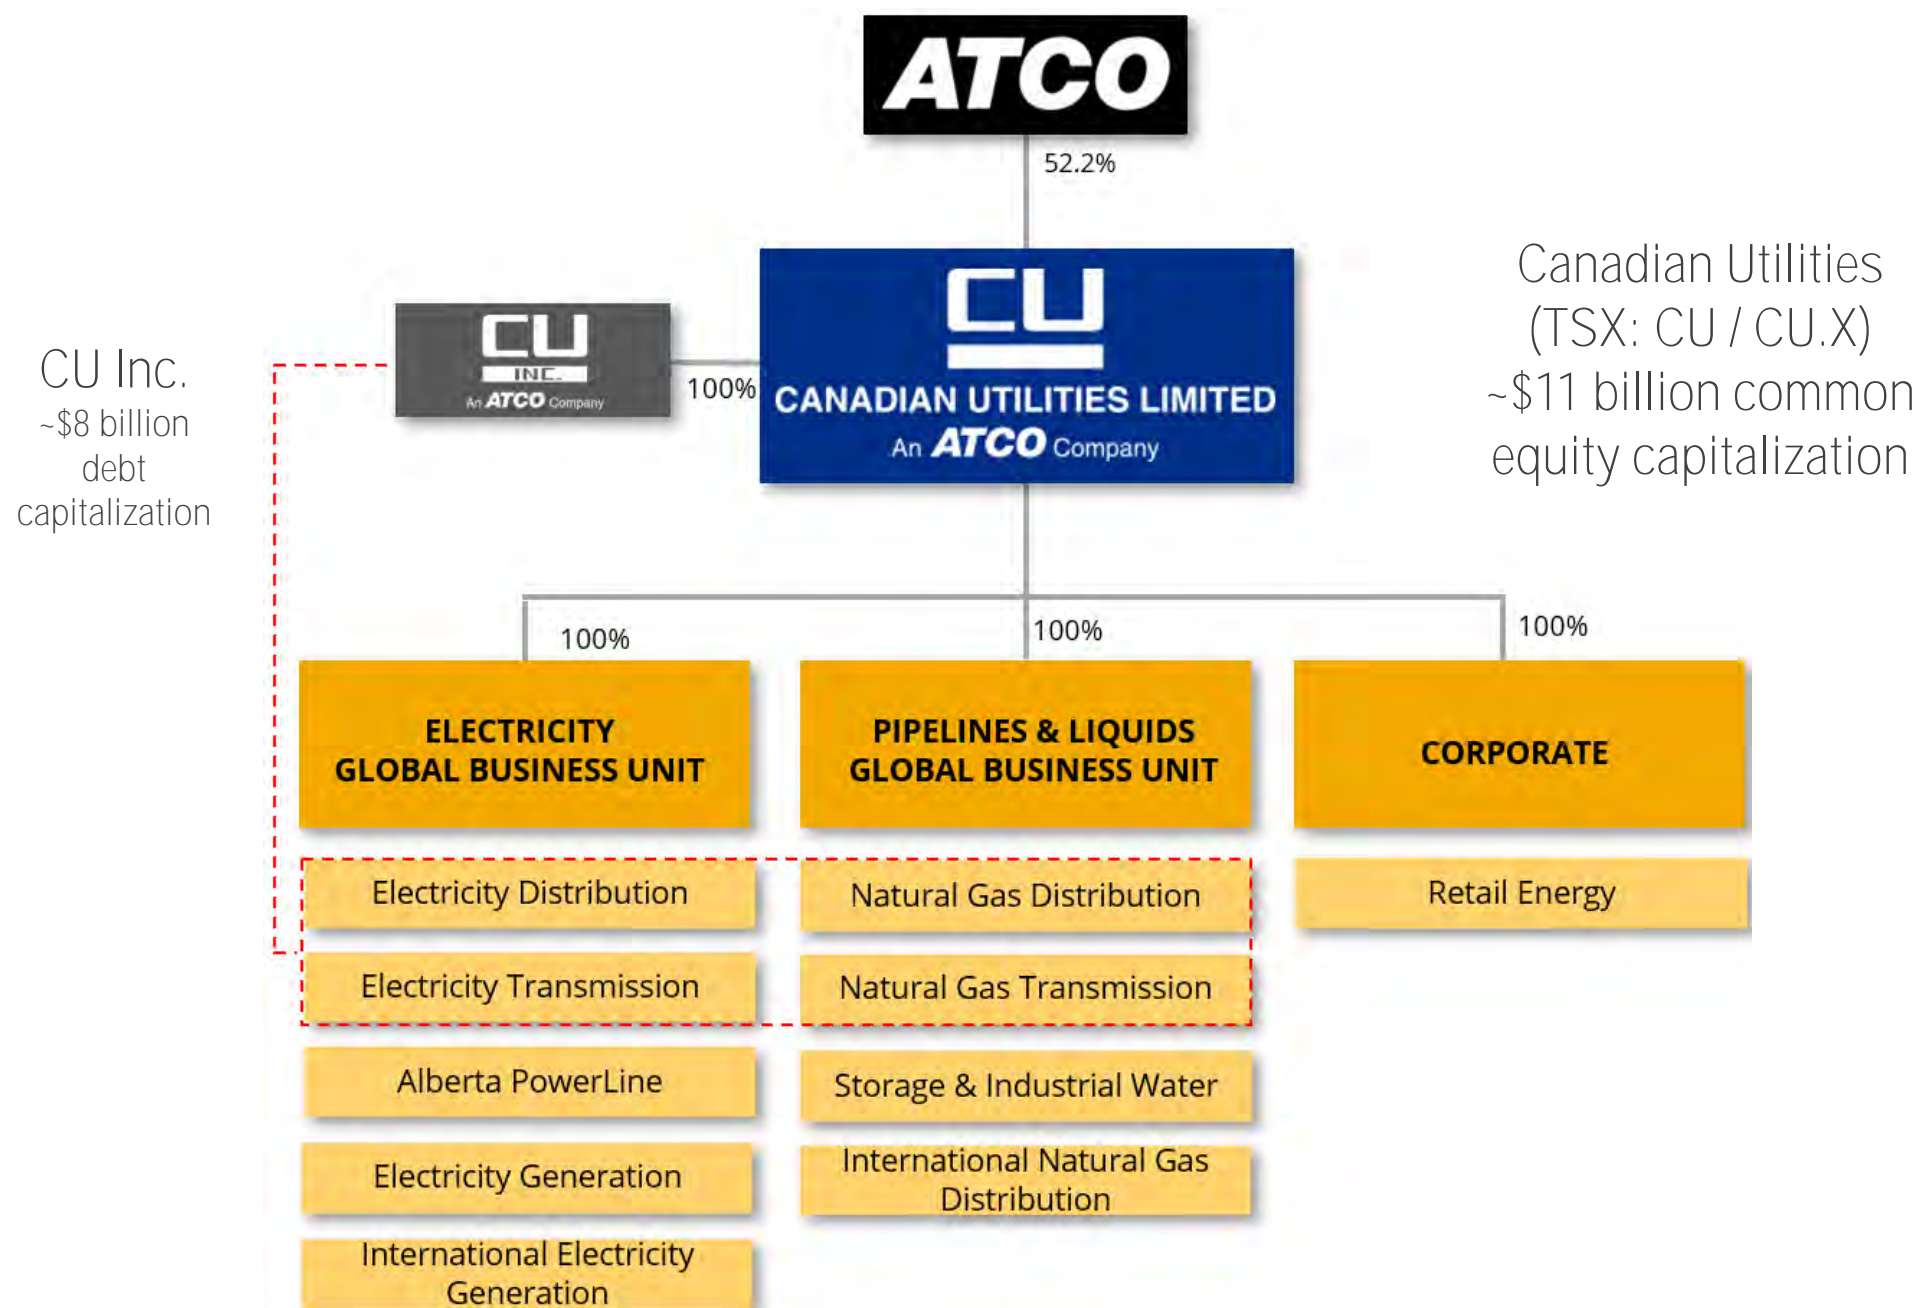 ATCO
52.2%
CU
INC.
An ATCO Company
100%
CU
CANADIAN UTILITIES LIMITED
An ATCO Company
Canadian Utilities
(TSX: CU / CU.X)
~$11 billion common
equity capitalization
CU Inc.
~$8 billion
debt
capitalization
100%
100%
100%
ELECTRICITY
GLOBAL BUSINESS UNIT
PIPELINES & LIQUIDS
GLOBAL BUSINESS UNIT
CORPORATE
Electricity Distribution
Natural Gas Distribution
Retail Energy
Electricity Transmission
Natural Gas Transmission
Alberta PowerLine
Storage & Industrial Water
Electricity Generation
International Natural Gas
Distribution
International Electricity
Generation